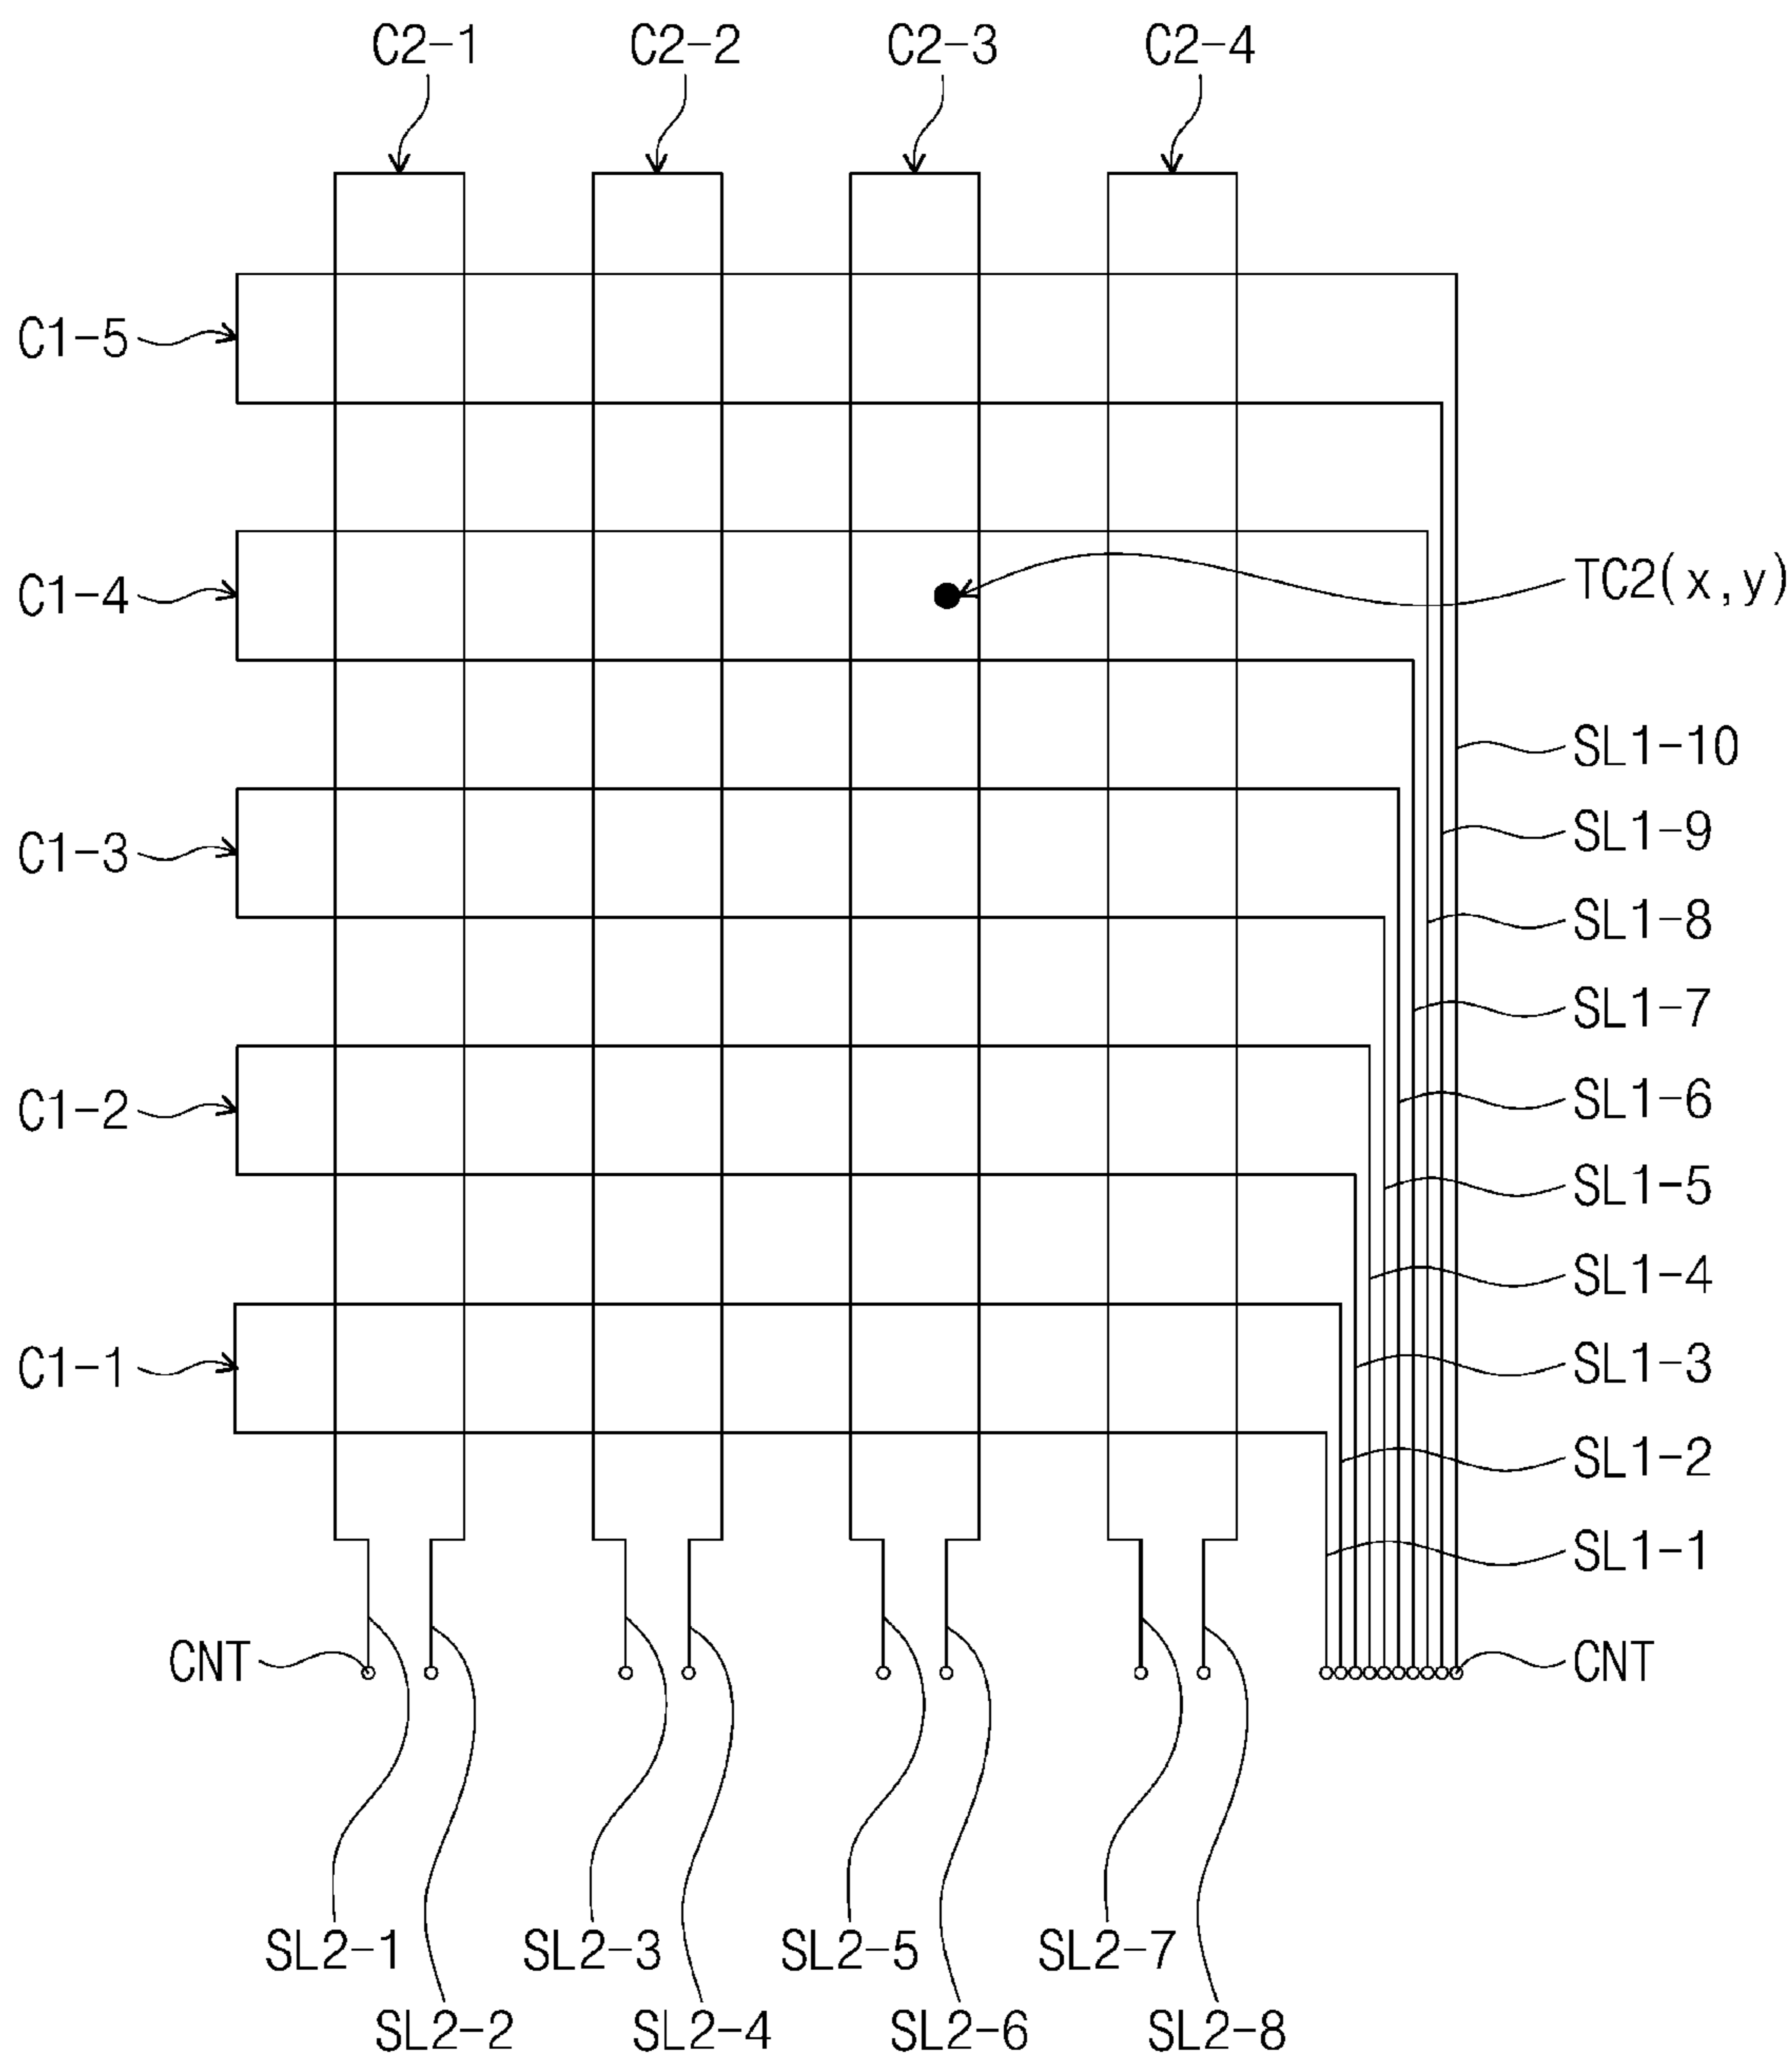 C2-1 C2-2 C2-3 C2-4
C1-5
C1-4
TC2(x,y)
SL1-10
SL1-9
C1-3
SL1-8
SL1-7
C1-2
SL1-6
SL1-5
SL1-4
C1-1
SL1-3
SL1-2
SL1-1
CNT CNT
SL2-1 SL2-3 SL2-5 SL2-7
SL2-2 SL2-4 SL2-6 SL2-8